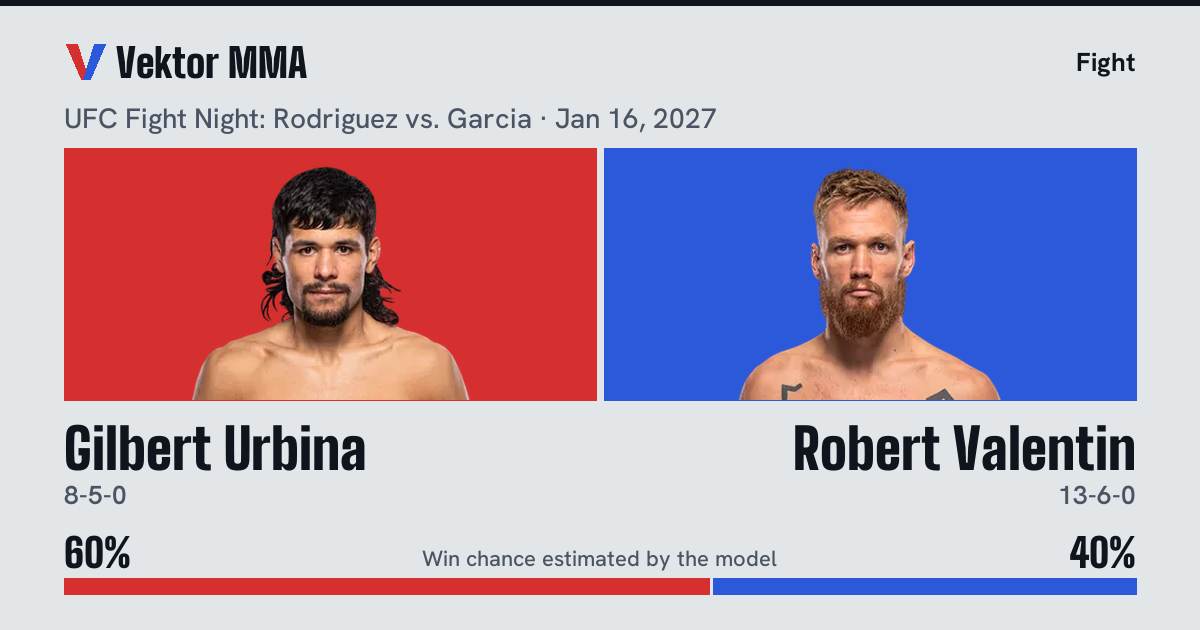 Vektor MMA
Fight
UFC Fight Night: Rodriguez vs. Garcia · Jan 16, 2027
Gilbert Urbina
Robert Valentin
8-5-0
13-6-0
60%
Win chance estimated by the model
40%